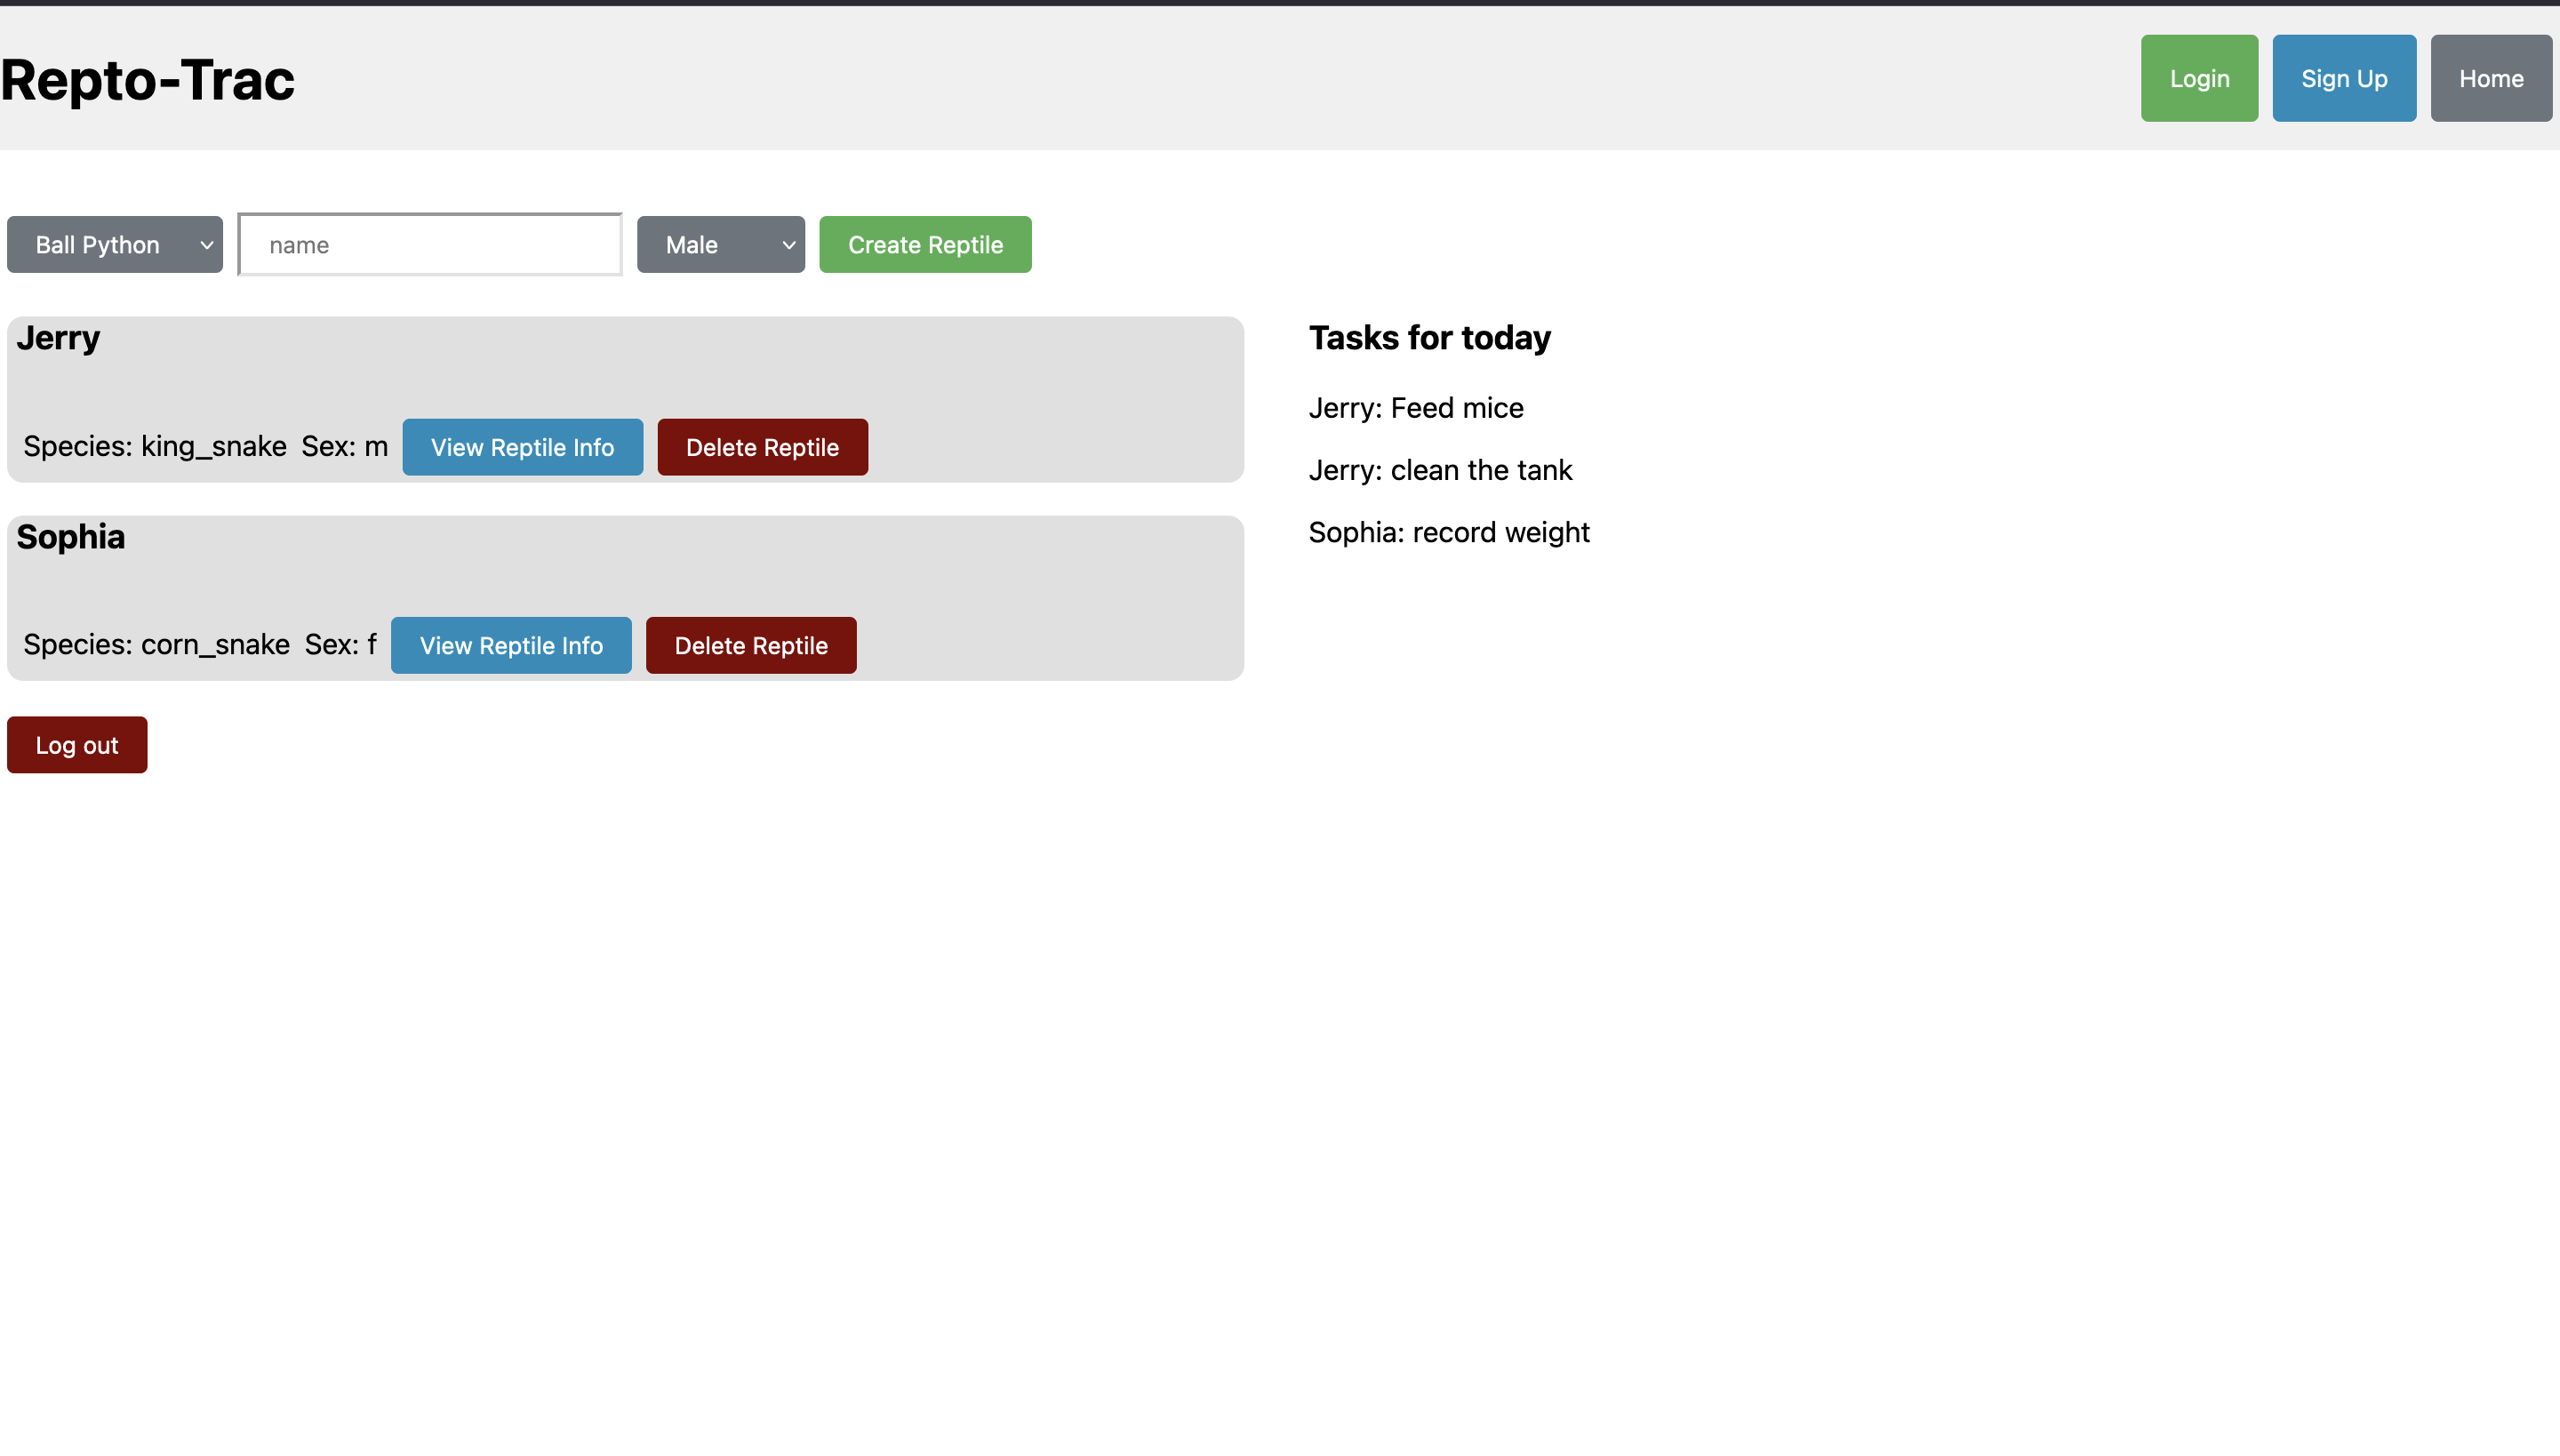 Repto-Trac
Login Sign Up Home
Ball Python name Male Create Reptile
Jerry
Species: king_snake Sex: m View Reptile Info Delete Reptile
Sophia
Species: corn_snake Sex: f View Reptile Info Delete Reptile
Log out
Tasks for today
Jerry: Feed mice
Jerry: clean the tank
Sophia: record weight